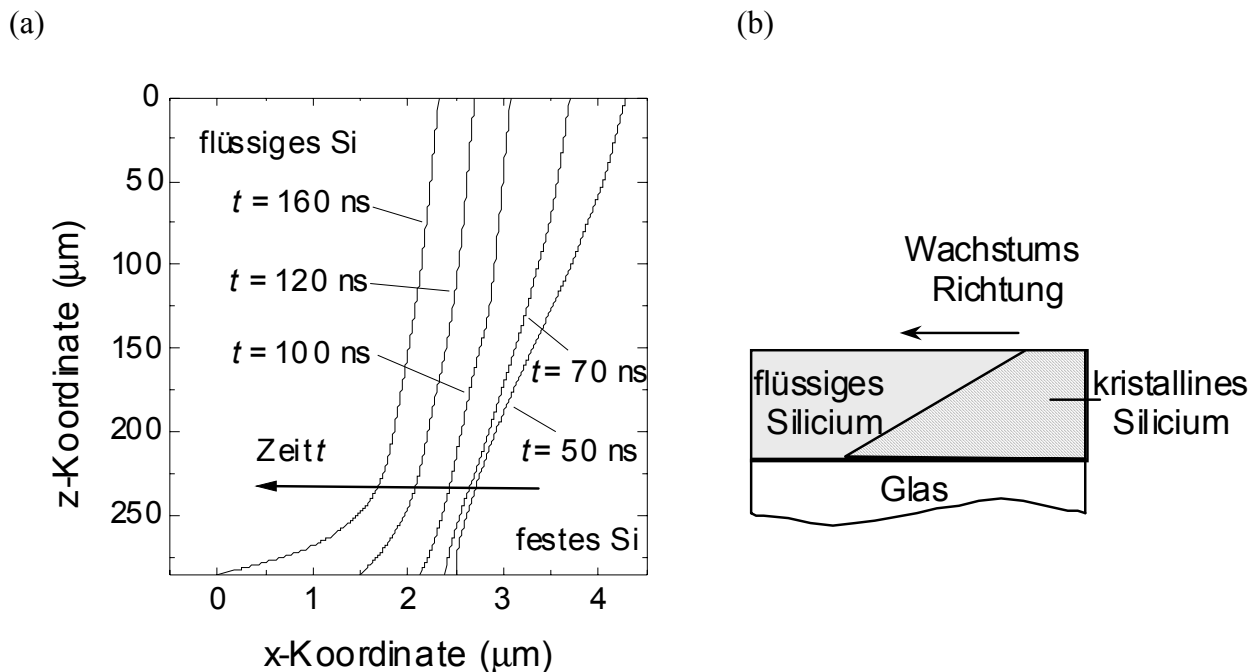 (a)
(b)
0
50
100
150
200
250
z-Koordinate (μm)
flüssiges Si
t = 160 ns
t = 120 ns
t = 100 ns
t = 70 ns
t = 50 ns
Zeit t
festes Si
0
1
2
3
4
x-Koordinate (μm)
Wachstums
Richtung
flüssiges
Silicium
kristallines
Silicium
Glas